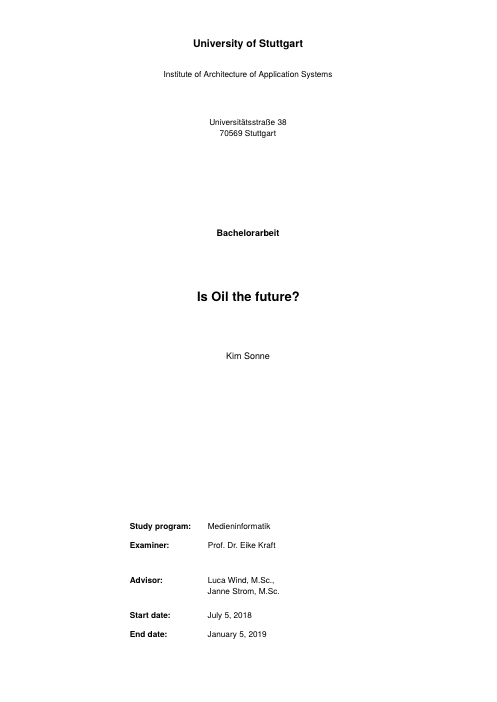 University of Stuttgart
Institute of Architecture of Application Systems
Universitätsstraße 38
70569 Stuttgart
Bachelorarbeit
Is Oil the future?
Kim Sonne
Study program: Medieninformatik
Examiner: Prof. Dr. Eike Kraft
Advisor: Luca Wind, M.Sc.,
Janne Strom, M.Sc.
Start date: July 5, 2018
End date: January 5, 2019